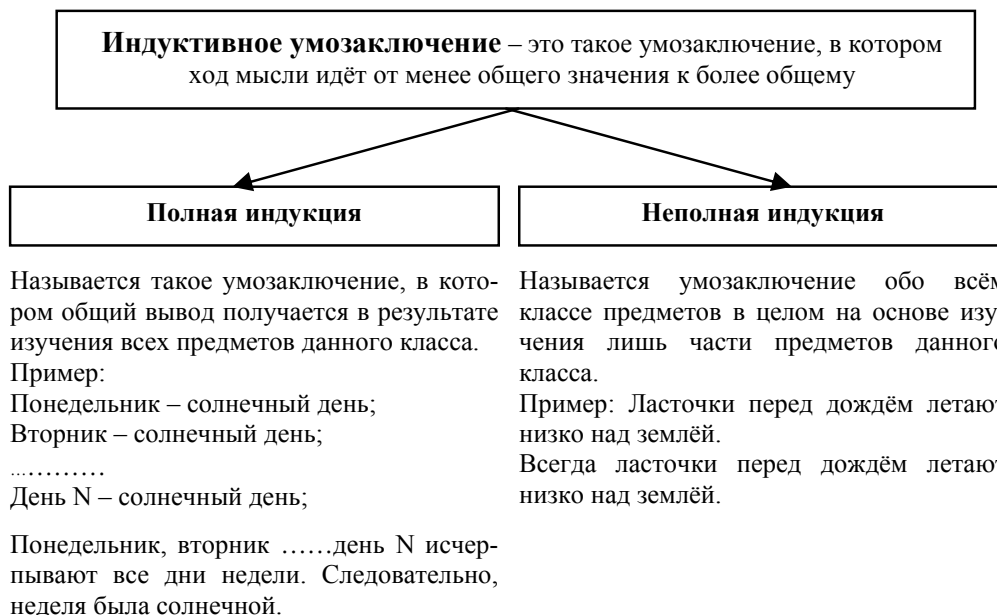 Индуктивное умозаключение – это такое умозаключение, в котором
ход мысли идёт от менее общего значения к более общему
Полная индукция
Называется такое умозаключение, в кото-
ром общий вывод получается в результате
изучения всех предметов данного класса.
Пример:
Понедельник – солнечный день;
Вторник – солнечный день;
...………
День N – солнечный день;
Понедельник, вторник ……день N исчер-
пывают все дни недели. Следовательно,
неделя была солнечной.
Неполная индукция
Называется умозаключение обо всём
классе предметов в целом на основе изу-
чения лишь части предметов данного
класса.
Пример: Ласточки перед дождём летают
низко над землёй.
Всегда ласточки перед дождём летают
низко над землёй.